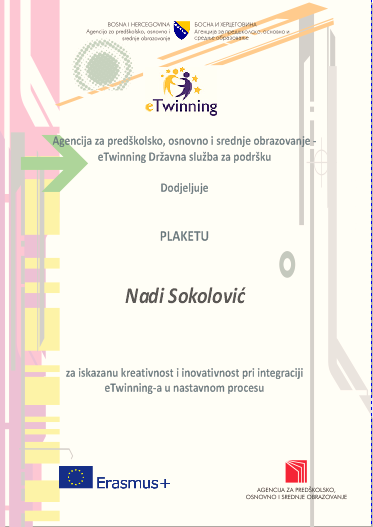 BOSNA I HERCEGOVINA
Agencija za predškolsko, osnovno i
srednje obrazovanje
БОСНА И ХЕРЦЕГОВИНА
Агенција за предшколско, основно и
средње образовање
eTwinning
Agencija za predškolsko, osnovno i srednje obrazovanje -
eTwinning Državna služba za podršku
Dodjeljuje
PLAKETU
Nadi Sokolović
za iskazanu kreativnost i inovativnost pri integraciji
eTwinning-a u nastavnom procesu
Erasmus+
AGENCIJA ZA PREDŠKOLSKO,
OSNOVNO I SREDNJE OBRAZOVANJE